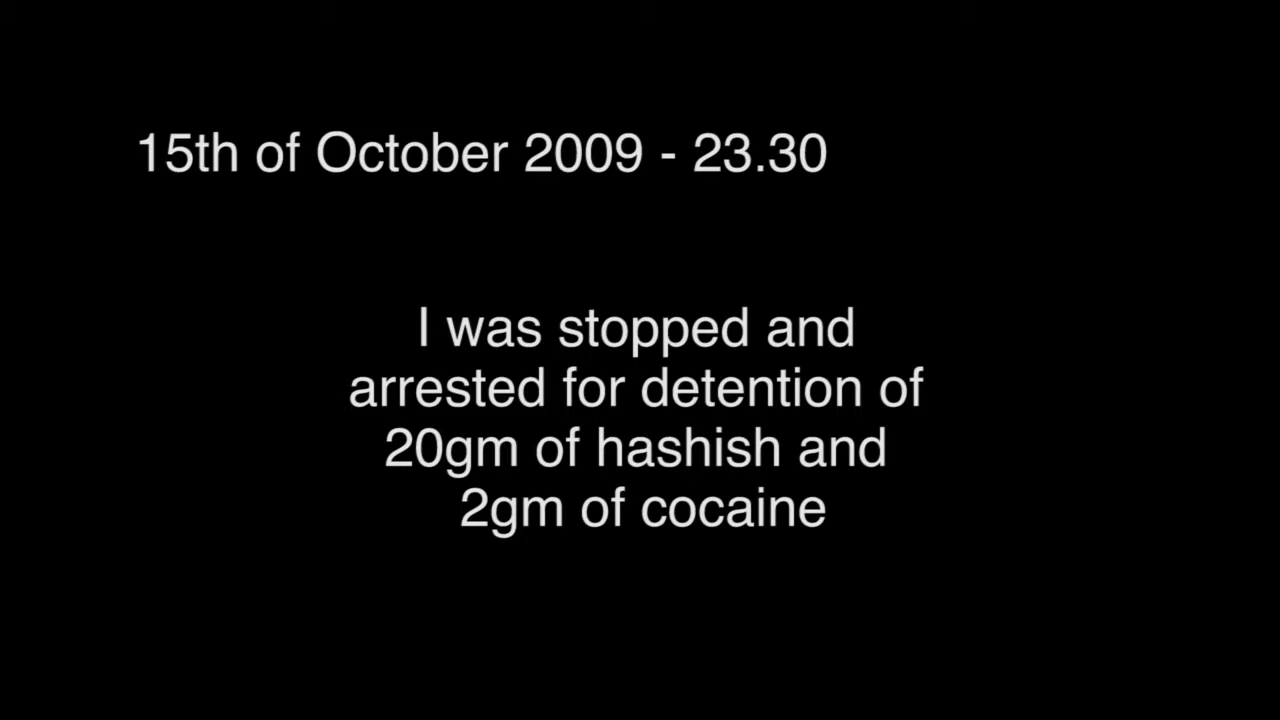 15th of October 2009 - 23.30
I was stopped and
arrested for detention of
20gm of hashish and
2gm of cocaine